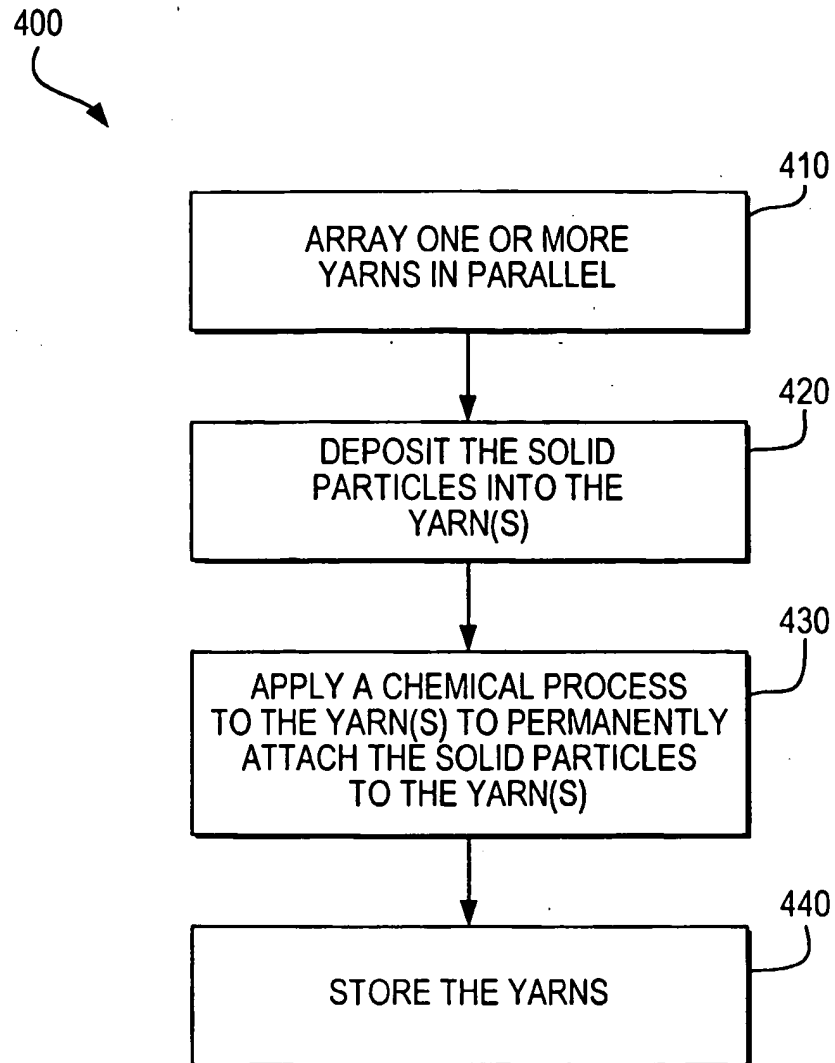 400
410
ARRAY ONE OR MORE
YARNS IN PARALLEL
420
DEPOSIT THE SOLID
PARTICLES INTO THE
YARN(S)
430
APPLY A CHEMICAL PROCESS
TO THE YARN(S) TO PERMANENTLY
ATTACH THE SOLID PARTICLES
TO THE YARN(S)
440
STORE THE YARNS